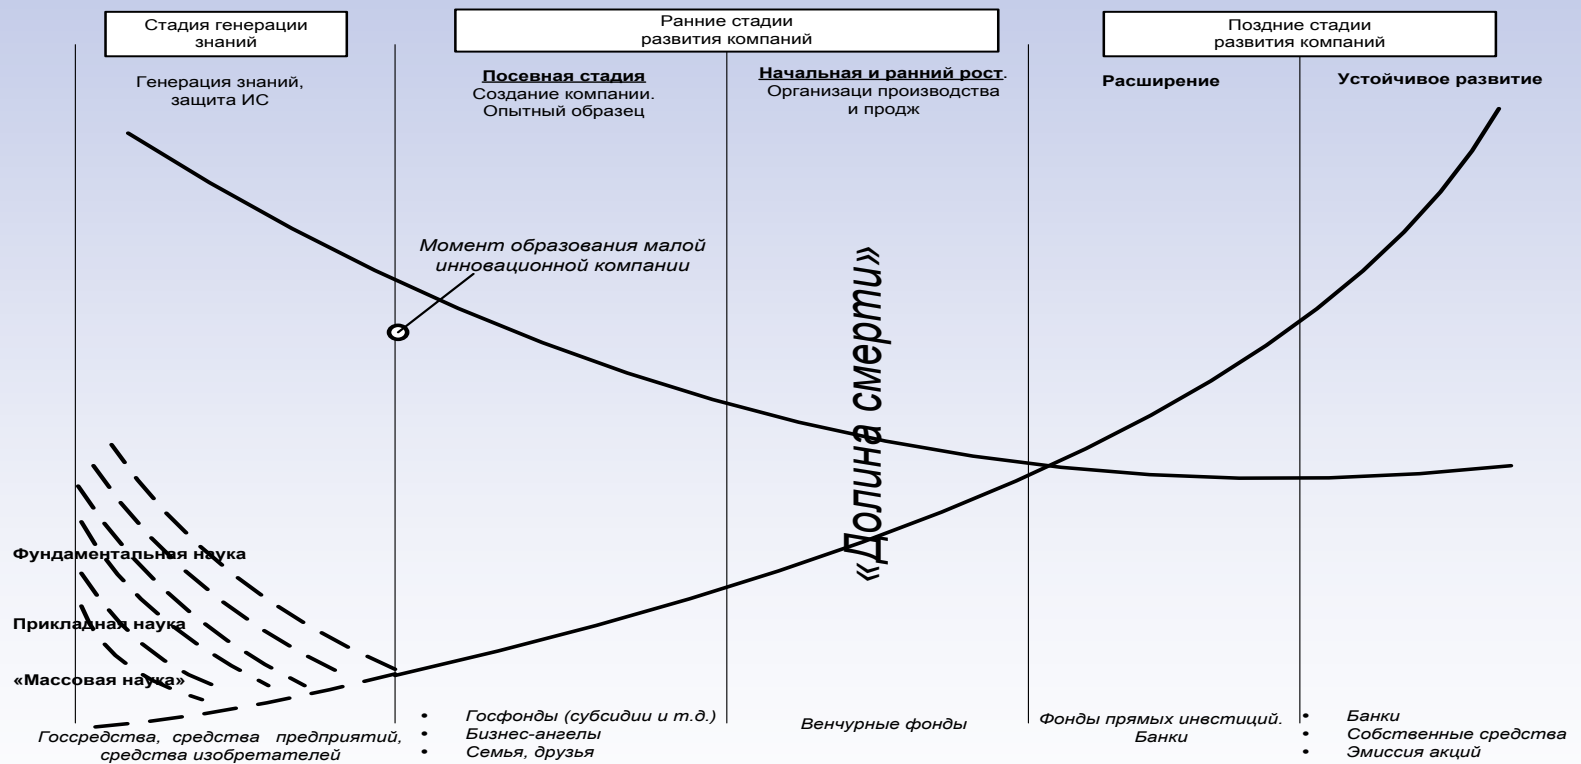 Стадия генерации
знаний
Ранние стадии
развития компаний
Поздние стадии
развития компаний
Генерация знаний,
защита ИС
Посевная стадия
Создание компании.
Опытный образец
Начальная и ранний рост.
Организаци производства
и продж
Расширение
Устойчивое развитие
Момент образования малой
инновационной компании
«Долина смерти»
Фундаментальная наука
Прикладная наука
«Массовая наука»
Госсредства, средства предприятий,
средства изобретателей
• Госфонды (субсидии и т.д.)
• Бизнес-ангелы
• Семья, друзья
Венчурные фонды
Фонды прямых инвстиций.
Банки
• Банки
• Собственные средства
• Эмиссия акций